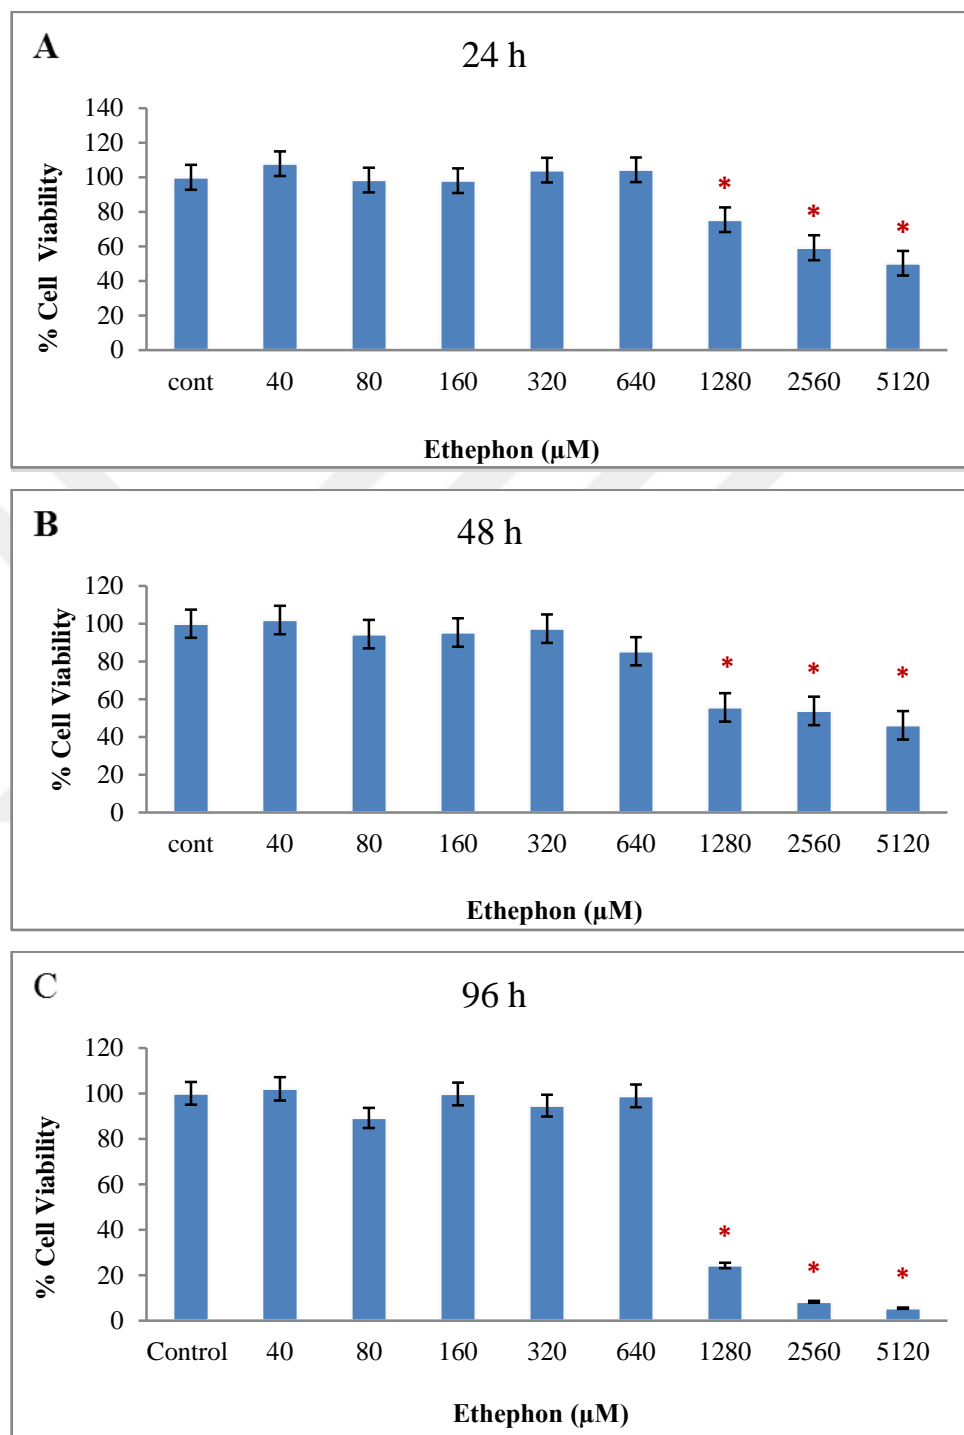 A
24 h
% Cell Viability
140
120
100
80
60
40
20
0
* * *
cont 40 80 160 320 640 1280 2560 5120
Ethephon (µM)
B
48 h
% Cell Viability
120
100
80
60
40
20
0
* * *
cont 40 80 160 320 640 1280 2560 5120
Ethephon (µM)
C
96 h
% Cell Viability
120
100
80
60
40
20
0
* * *
Control 40 80 160 320 640 1280 2560 5120
Ethephon (µM)